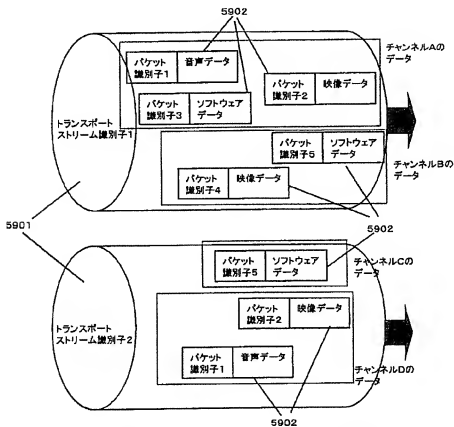 5902
チャンネルAの
データ
パケット
識別子1
音声データ
パケット
識別子2
映像データ
パケット
識別子3
ソフトウェア
データ
トランスポート
ストリーム識別子1
パケット
識別子5
ソフトウェア
データ
チャンネルBの
データ
パケット
識別子4
映像データ
5901
5902
パケット
識別子5
ソフトウェア
データ
チャンネルCの
データ
パケット
識別子2
映像データ
トランスポート
ストリーム識別子2
パケット
識別子1
音声データ
チャンネルDの
データ
5902